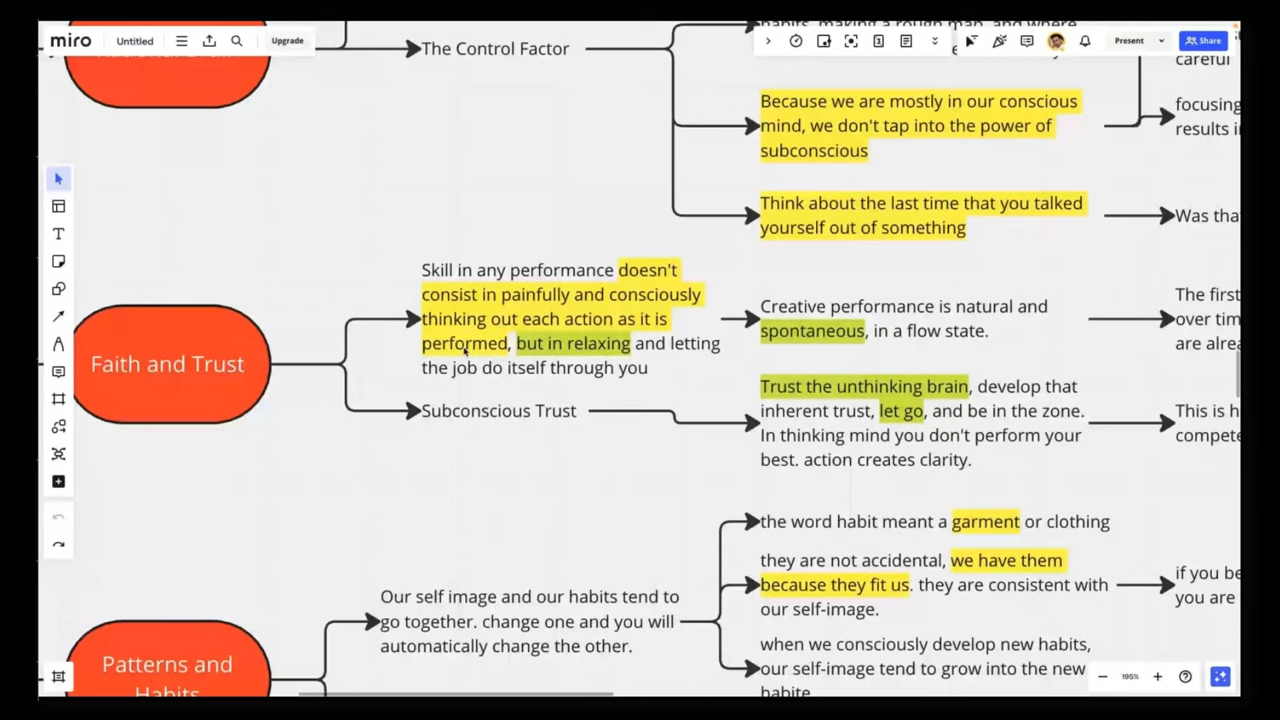 miro
Untitled
Upgrade
Present
Share
habits, making a rough map, and where
The Control Factor
careful
Because we are mostly in our conscious
mind, we don't tap into the power of
subconscious
focusing
results i
Think about the last time that you talked
yourself out of something
Was tha
Skill in any performance doesn't
consist in painfully and consciously
thinking out each action as it is
performed, but in relaxing and letting
the job do itself through you
Creative performance is natural and
spontaneous, in a flow state.
The first
over tim
are alrea
Faith and Trust
Subconscious Trust
Trust the unthinking brain, develop that
inherent trust, let go, and be in the zone.
In thinking mind you don't perform your
best. action creates clarity.
This is h
compete
the word habit meant a garment or clothing
they are not accidental, we have them
because they fit us. they are consistent with
our self-image.
if you be
you are
Our self image and our habits tend to
go together. change one and you will
automatically change the other.
when we consciously develop new habits,
our self-image tend to grow into the new
habits
Patterns and
Habits
195%